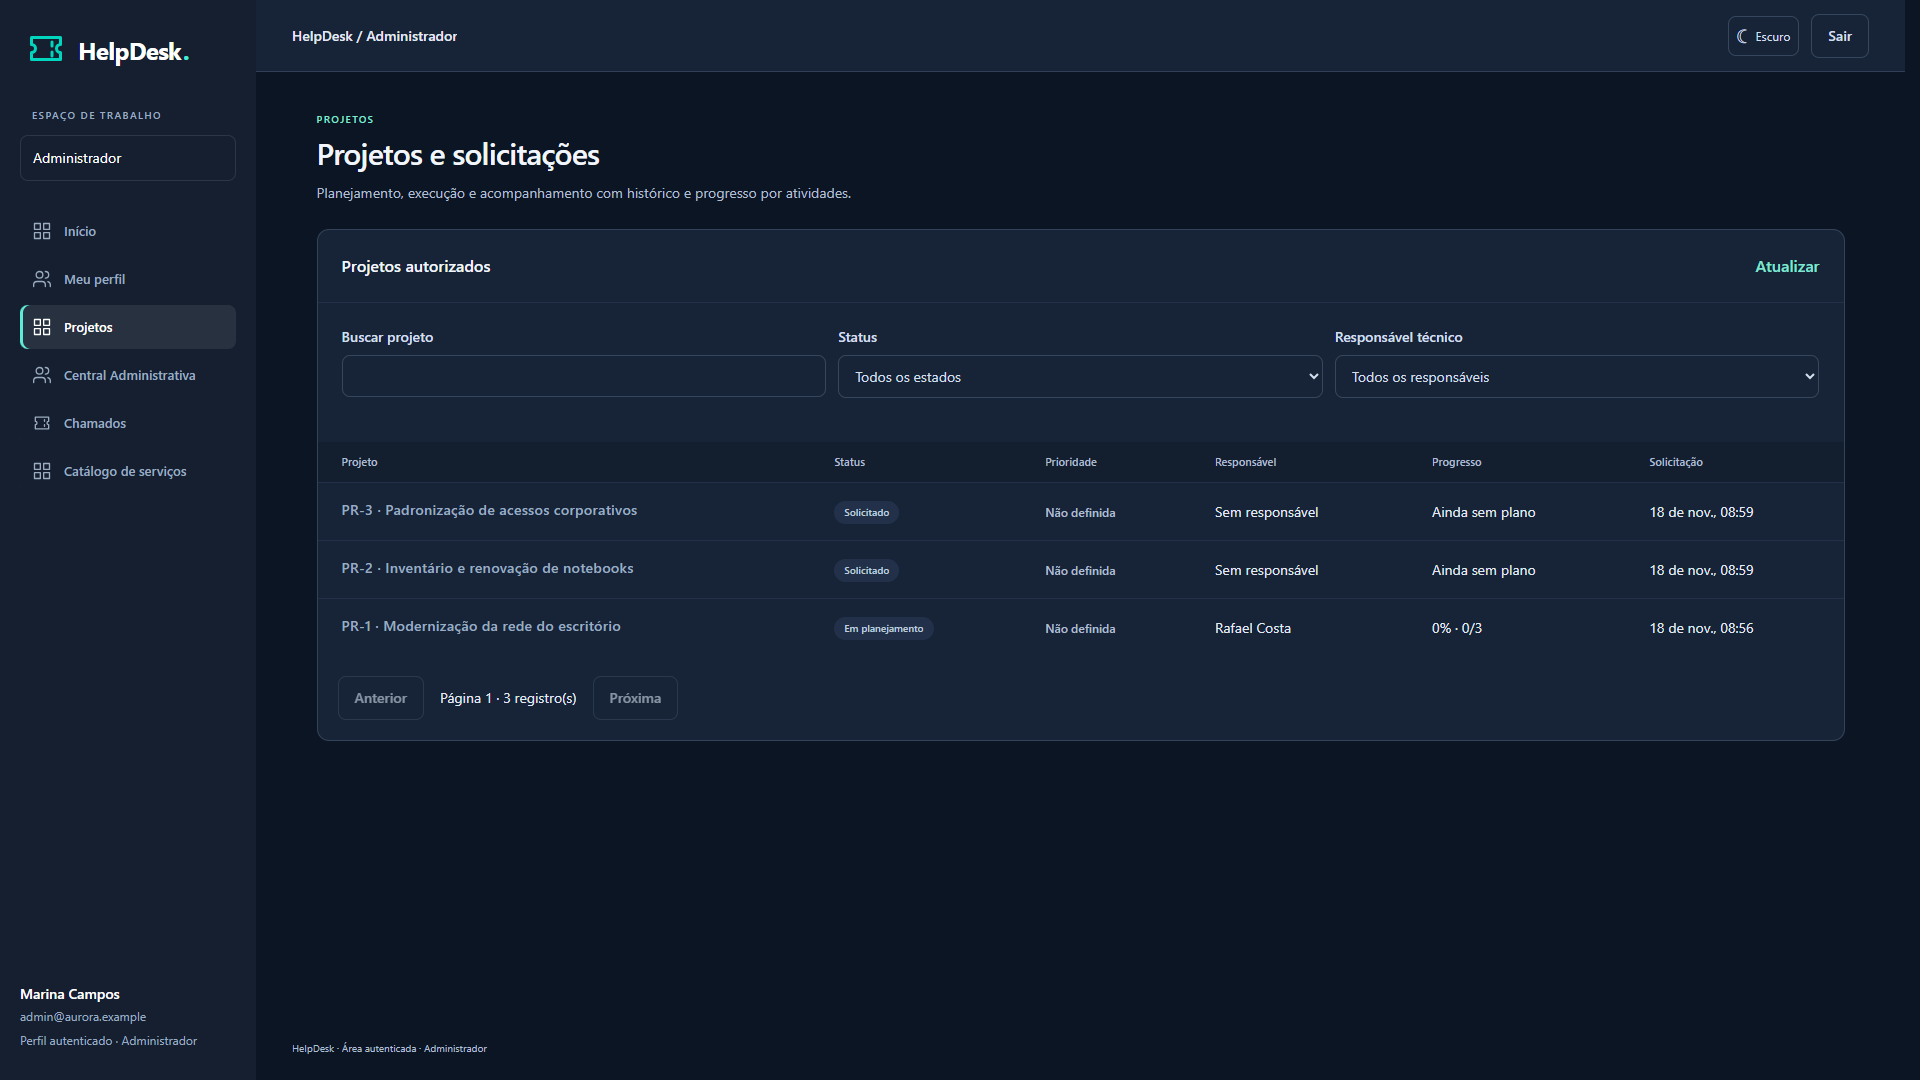 HelpDesk.
ESPAÇO DE TRABALHO
Administrador
Início
Meu perfil
Projetos
Central Administrativa
Chamados
Catálogo de serviços
Marina Campos
admin@aurora.example
Perfil autenticado · Administrador
HelpDesk / Administrador
Escuro
Sair
PROJETOS
Projetos e solicitações
Planejamento, execução e acompanhamento com histórico e progresso por atividades.
Projetos autorizados
Atualizar
Buscar projeto
Status
Responsável técnico
Todos os estados
Todos os responsáveis
Projeto Status Prioridade Responsável Progresso Solicitação
PR-3 · Padronização de acessos corporativos Solicitado Não definida Sem responsável Ainda sem plano 18 de nov., 08:59
PR-2 · Inventário e renovação de notebooks Solicitado Não definida Sem responsável Ainda sem plano 18 de nov., 08:59
PR-1 · Modernização da rede do escritório Em planejamento Não definida Rafael Costa 0% · 0/3 18 de nov., 08:56
Anterior Página 1 · 3 registro(s) Próxima
HelpDesk · Área autenticada · Administrador